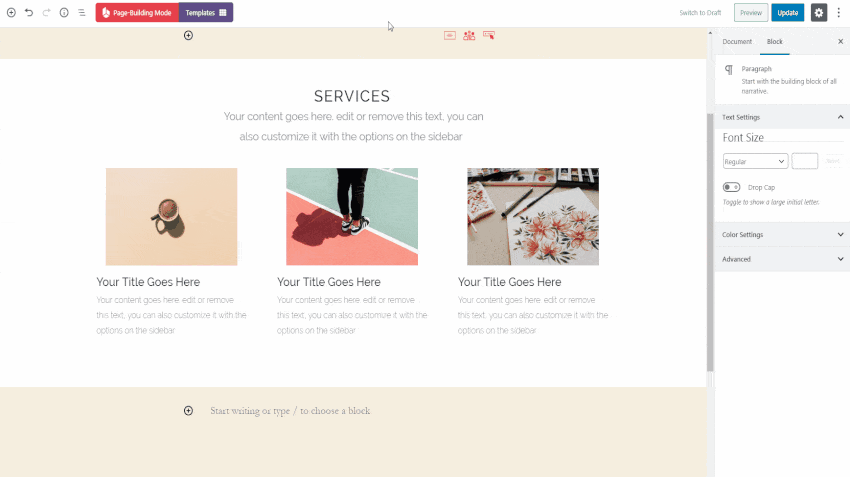 Page-Building Mode
Templates
Switch to Draft
Preview
Update
Document
Block
Paragraph
Start with the building block of all
narrative.
Text Settings
Font Size
Regular
Reset
Drop Cap
Toggle to show a large initial letter.
Color Settings
Advanced
SERVICES
Your content goes here. edit or remove this text, you can
also customize it with the options on the sidebar
Your Title Goes Here
Your content goes here. edit or remove
this text, you can also customize it with the
options on the sidebar
Your Title Goes Here
Your content goes here. edit or remove
this text, you can also customize it with the
options on the sidebar
Your Title Goes Here
Your content goes here. edit or remove
this text, you can also customize it with the
options on the sidebar
Start writing or type / to choose a block